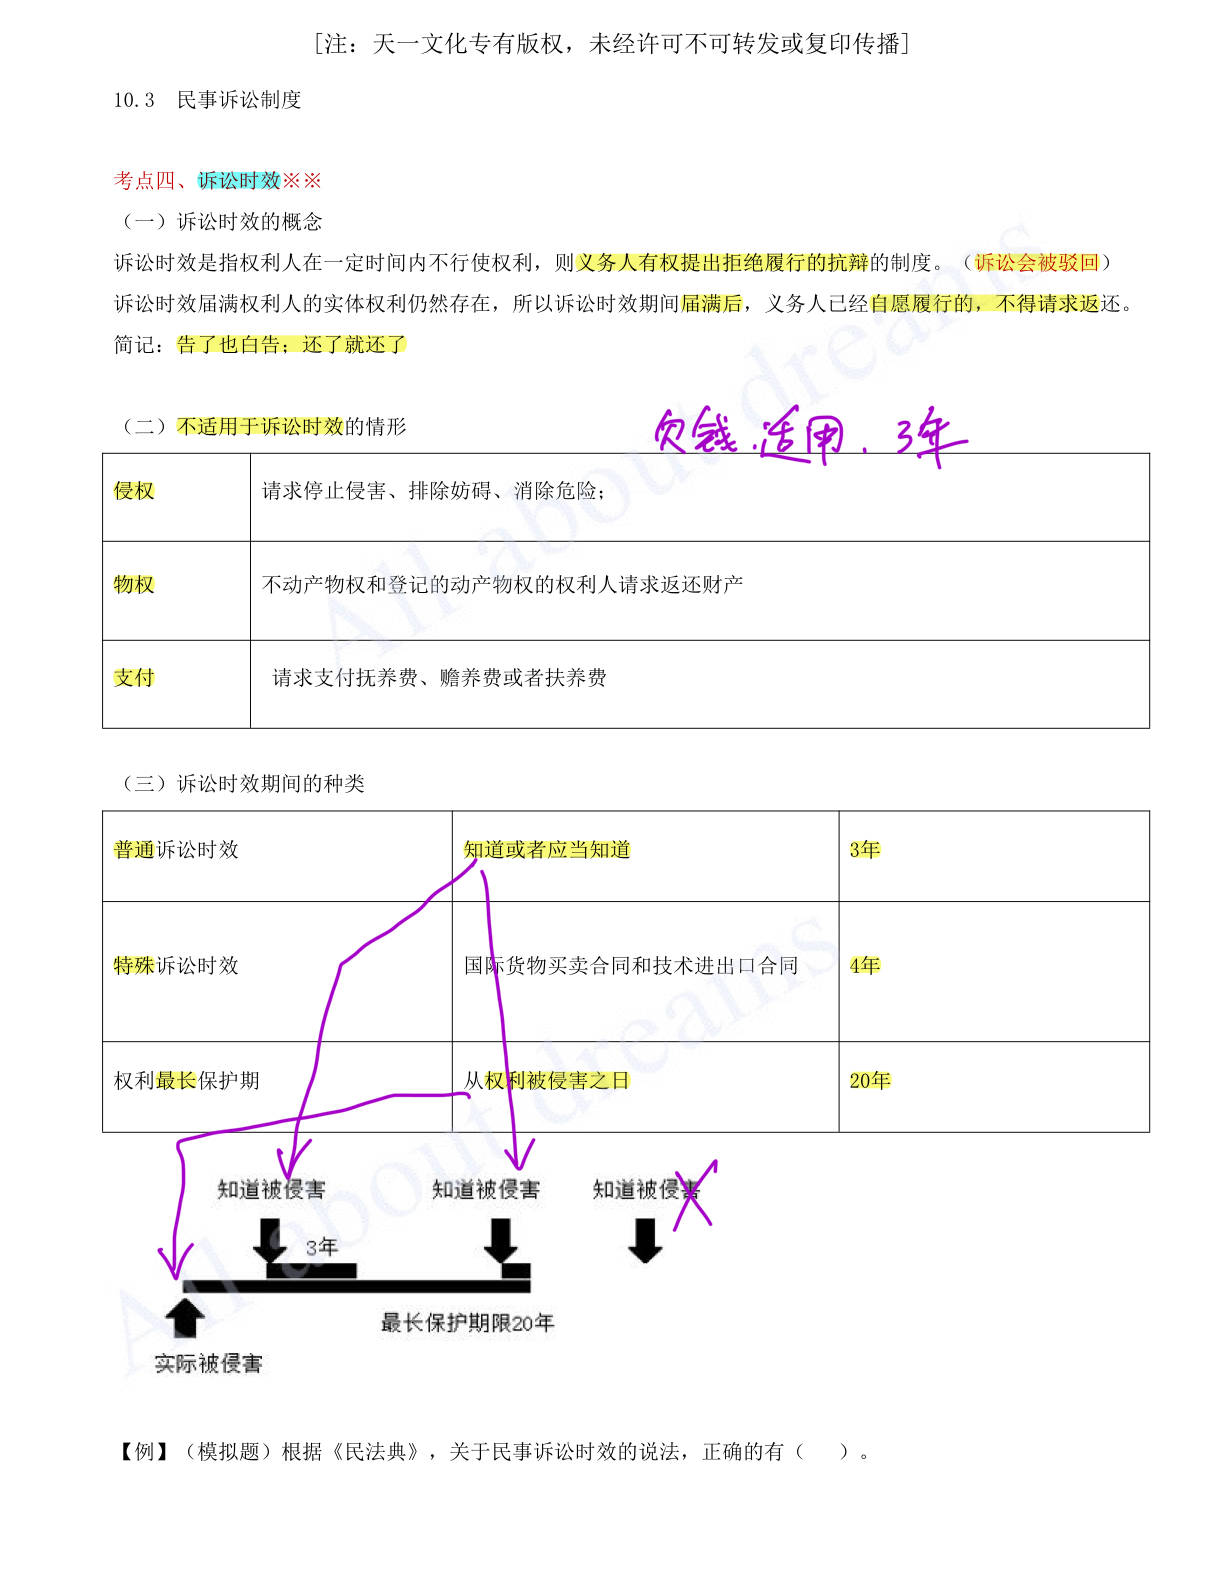 [注：天一文化专有版权，未经许可不可转发或复印传播]
10.3 民事诉讼制度
考点四、诉讼时效※※
（一）诉讼时效的概念
诉讼时效是指权利人在一定时间内不行使权利，则义务人有权提出拒绝履行的抗辩的制度。（诉讼会被驳回）
诉讼时效届满权利人的实体权利仍然存在，所以诉讼时效期间届满后，义务人已经自愿履行的，不得请求返还。
简记：告了也白告；还了就还了
（二）不适用于诉讼时效的情形
欠钱.适用.3年
侵权 请求停止侵害、排除妨碍、消除危险；
物权 不动产物权和登记的动产物权的权利人请求返还财产
支付 请求支付抚养费、赡养费或者扶养费
（三）诉讼时效期间的种类
普通诉讼时效 知道或者应当知道 3年
特殊诉讼时效 国际货物买卖合同和技术进出口合同 4年
权利最长保护期 从权利被侵害之日 20年
知道被侵害 知道被侵害 知道被侵害
3年
最长保护期限20年
实际被侵害
【例】（模拟题）根据《民法典》，关于民事诉讼时效的说法，正确的有（ ）。
All about dreams
All about dreams